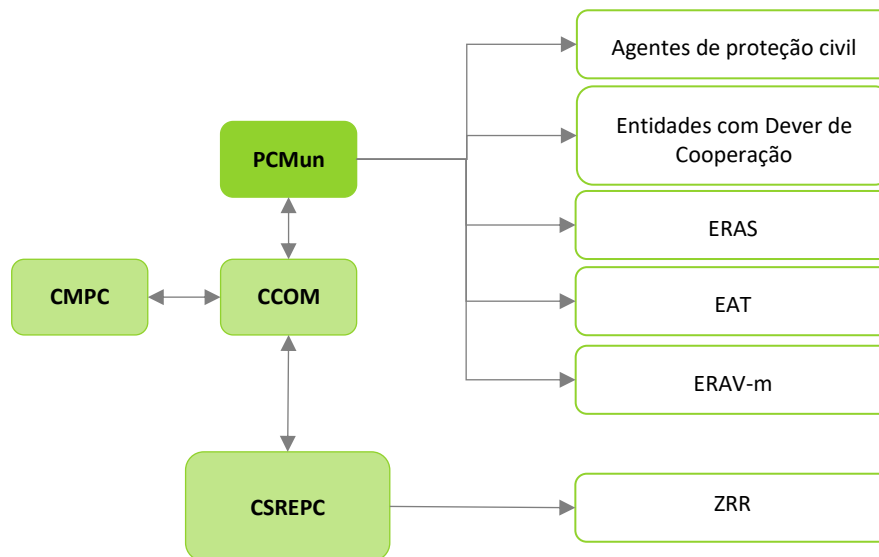 Agentes de proteção civil
Entidades com Dever de
Cooperação
PCMun
ERAS
CMPC
CCOM
EAT
ERAV-m
CSREPC
ZRR